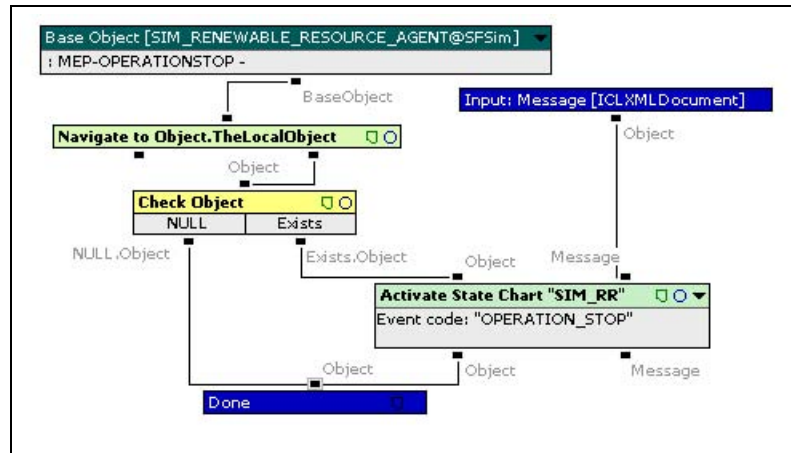 Base Object [SIM_RENEWABLE_RESOURCE_AGENT@SFSim]
: MEP-OPERATIONSTOP -
BaseObject
Input: Message [ICLXMLDocument]
Navigate to Object.TheLocalObject
Object
Object
Check Object
NULL Exists
NULL.Object
Exists.Object
Object
Message
Activate State Chart "SIM_RR"
Event code: "OPERATION_STOP"
Object
Object
Message
Done